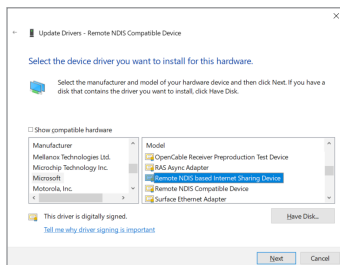 Update Drivers - Remote NDIS Compatible Device
Select the device driver you want to install for this hardware.
Select the manufacturer and model of your hardware device and then click Next. If you have a
disk that contains the driver you want to install, click Have Disk.
Show compatible hardware
Manufacturer
Mellanox Technologies Ltd.
Microchip Technology Inc.
Microsoft
Motorola, Inc.
Model
OpenCable Receiver Preproduction Test Device
RAS Async Adapter
Remote NDIS based Internet Sharing Device
Remote NDIS Compatible Device
Surface Ethernet Adapter
This driver is digitally signed.
Have Disk...
Tell me why driver signing is important
Next
Cancel